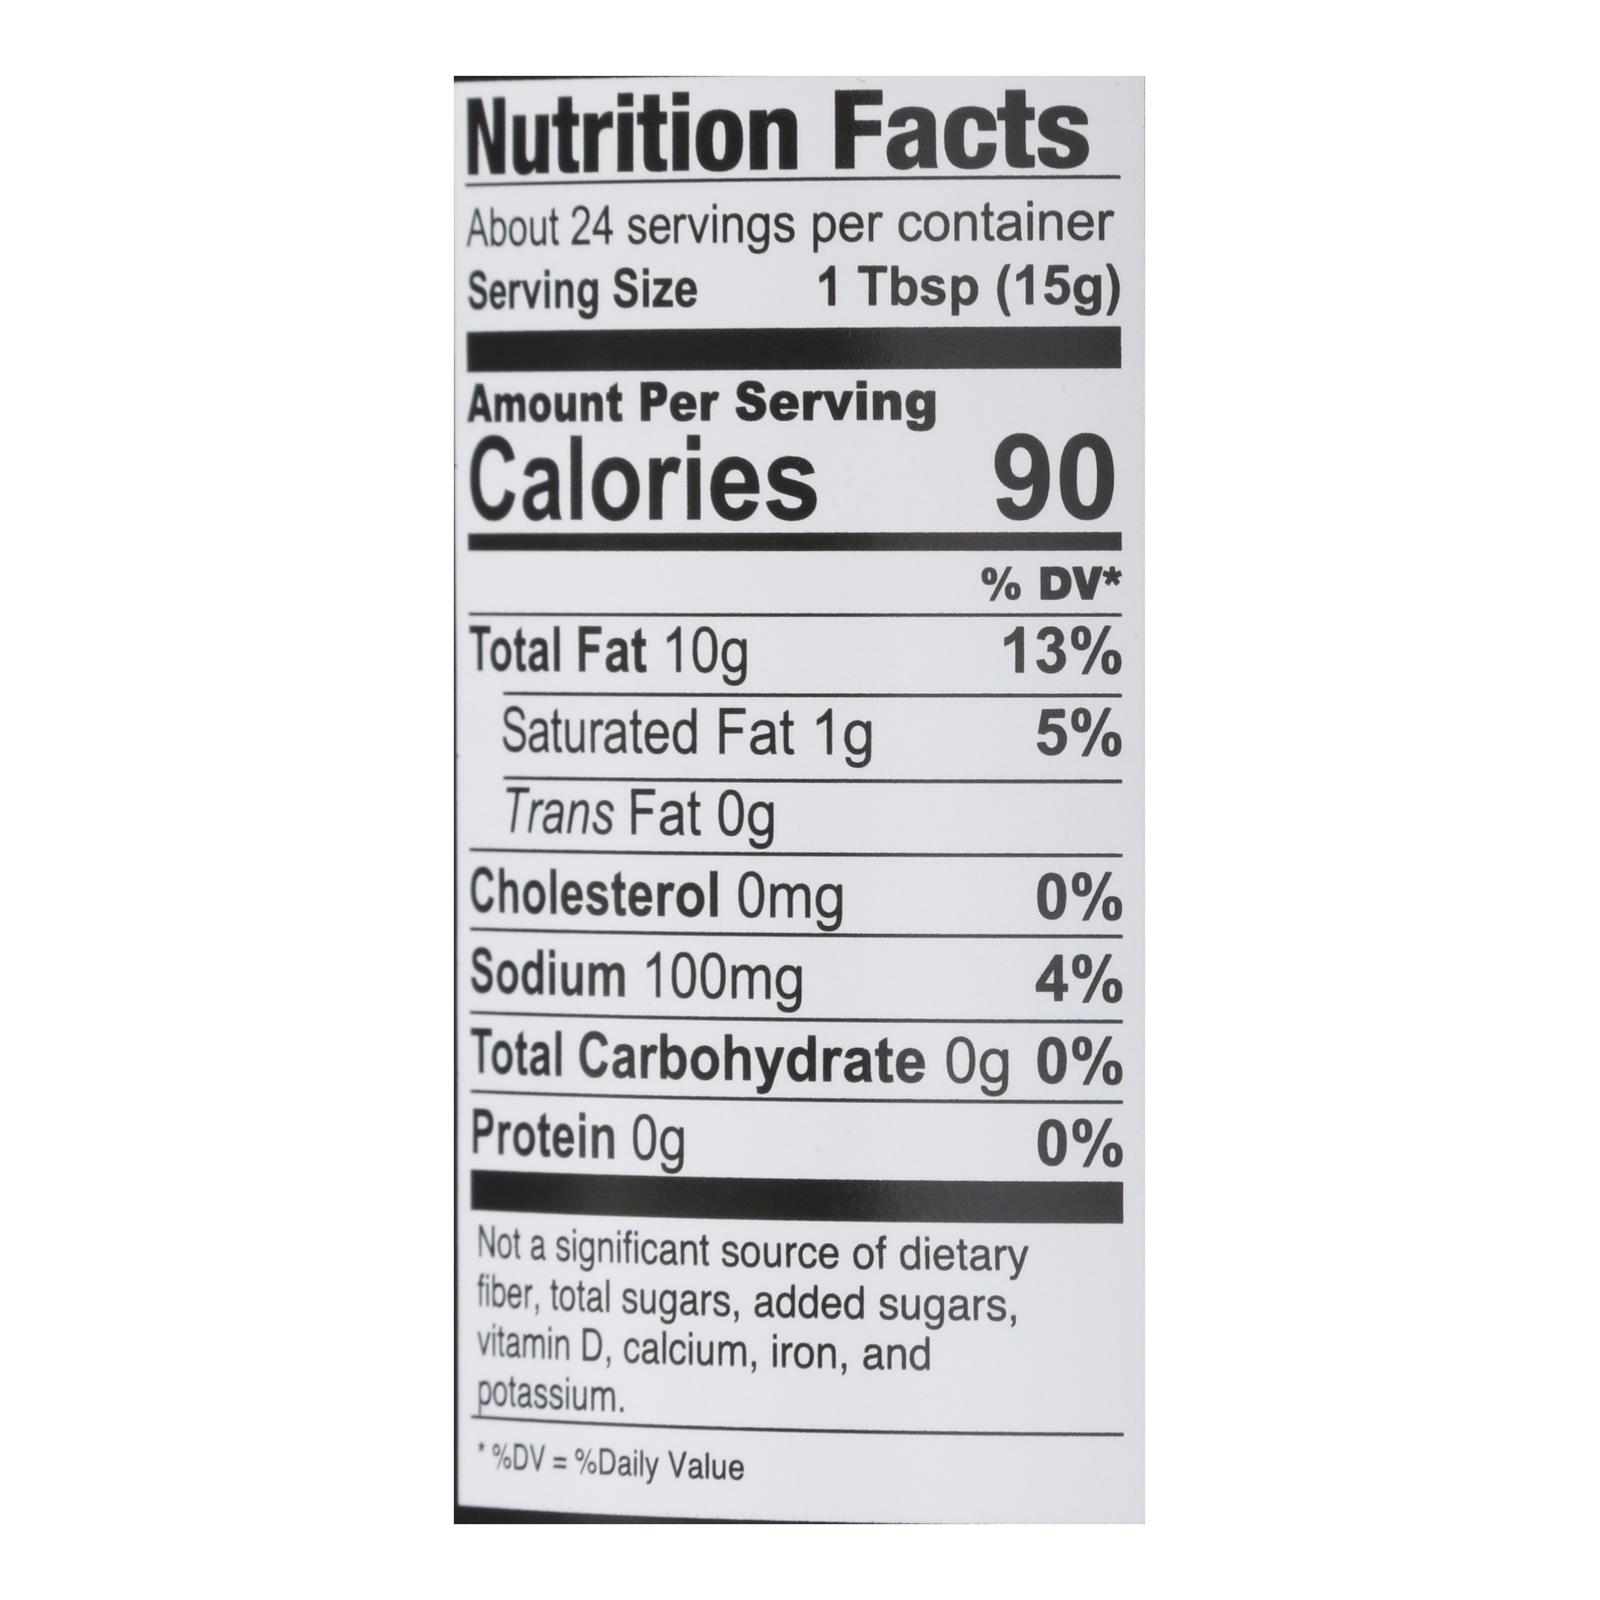 Nutrition Facts
About 24 servings per container
Serving Size 1 Tbsp (15g)
Amount Per Serving
Calories 90
% DV*
Total Fat 10g 13%
Saturated Fat 1g 5%
Trans Fat 0g
Cholesterol 0mg 0%
Sodium 100mg 4%
Total Carbohydrate 0g 0%
Protein 0g 0%
Not a significant source of dietary
fiber, total sugars, added sugars,
vitamin D, calcium, iron, and
potassium.
* %DV = %Daily Value